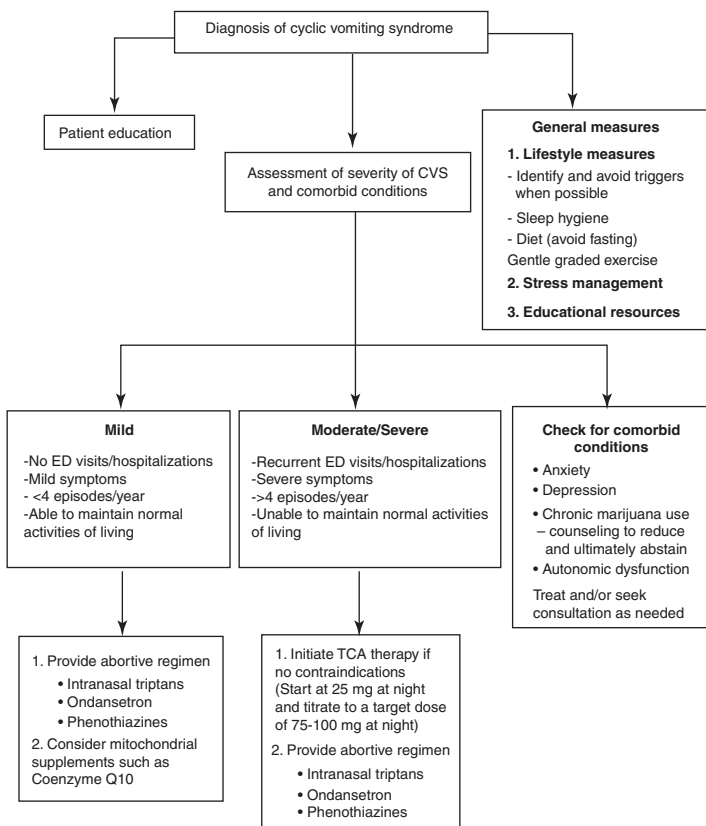 Diagnosis of cyclic vomiting syndrome
Patient education
Assessment of severity of CVS
and comorbid conditions
General measures
1. Lifestyle measures
- Identify and avoid triggers
when possible
- Sleep hygiene
- Diet (avoid fasting)
Gentle graded exercise
2. Stress management
3. Educational resources
Mild
-No ED visits/hospitalizations
-Mild symptoms
- <4 episodes/year
-Able to maintain normal
activities of living
Moderate/Severe
-Recurrent ED visits/hospitalizations
-Severe symptoms
->4 episodes/year
-Unable to maintain normal activities
of living
Check for comorbid
conditions
• Anxiety
• Depression
• Chronic marijuana use
– counseling to reduce
and ultimately abstain
• Autonomic dysfunction
Treat and/or seek
consultation as needed
1. Provide abortive regimen
• Intranasal triptans
• Ondansetron
• Phenothiazines
2. Consider mitochondrial
supplements such as
Coenzyme Q10
1. Initiate TCA therapy if
no contraindications
(Start at 25 mg at night
and titrate to a target dose
of 75-100 mg at night)
2. Provide abortive regimen
• Intranasal triptans
• Ondansetron
• Phenothiazines